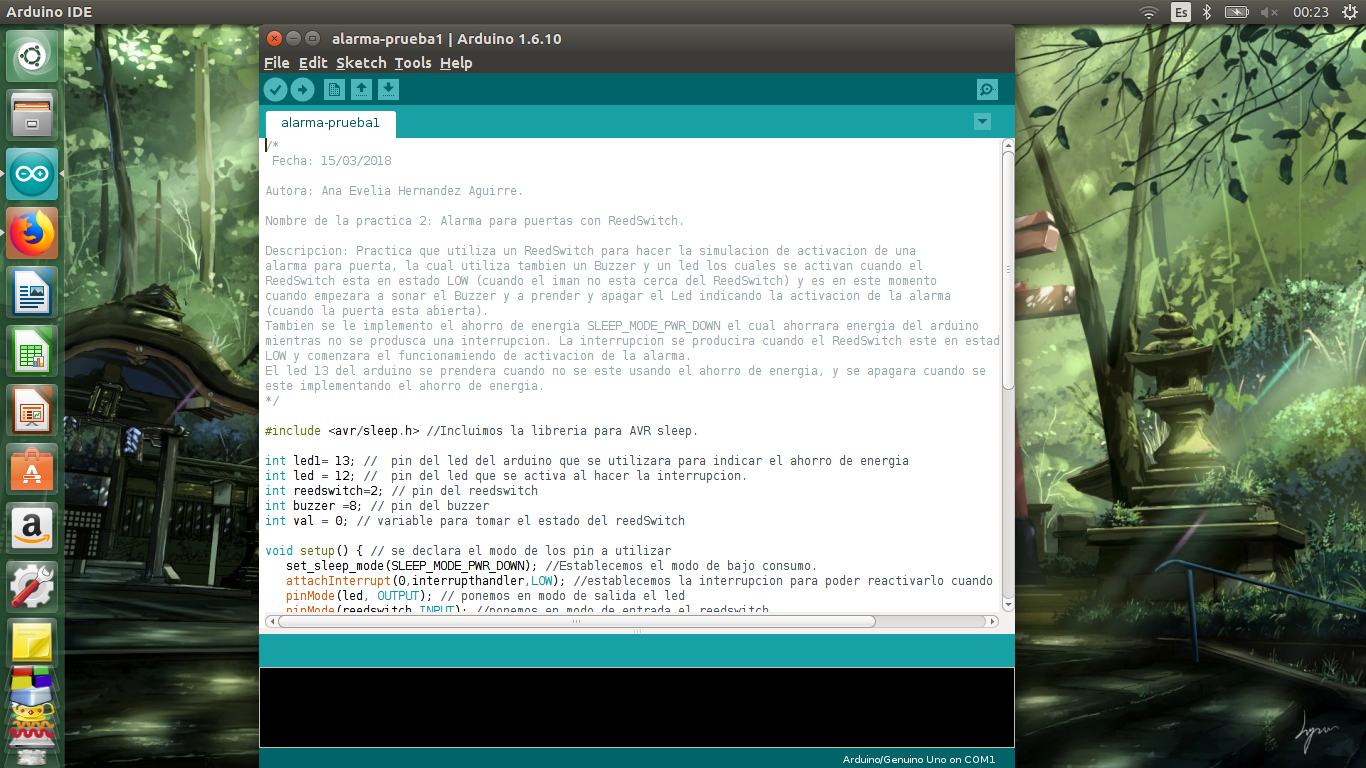 Arduino IDE
Es
00:23
alarma-prueba1 | Arduino 1.6.10
File Edit Sketch Tools Help
alarma-prueba1
/*
Fecha: 15/03/2018
Autora: Ana Evelia Hernandez Aguirre.
Nombre de la practica 2: Alarma para puertas con ReedSwitch.
Descripcion: Practica que utiliza un ReedSwitch para hacer la simulacion de activacion de una
alarma para puerta, la cual utiliza tambien un Buzzer y un led los cuales se activan cuando el
ReedSwitch esta en estado LOW (cuando el iman no esta cerca del ReedSwitch) y es en este momento
cuando empezara a sonar el Buzzer y a prender y apagar el Led indicando la activacion de la alarma
(cuando la puerta esta abierta).
Tambien se le implemento el ahorro de energia SLEEP_MODE_PWR_DOWN el cual ahorrara energia del arduino
mientras no se produsca una interrupcion. La interrupcion se producira cuando el ReedSwitch este en estad
LOW y comenzara el funcionamiendo de activacion de la alarma.
El led 13 del arduino se prendera cuando no se este usando el ahorro de energia, y se apagara cuando se
este implementando el ahorro de energia.
*/
#include <avr/sleep.h> //Incluimos la libreria para AVR sleep.
int led1= 13; //  pin del led del arduino que se utilizara para indicar el ahorro de energia
int led = 12; //  pin del led que se activa al hacer la interrupcion.
int reedswitch=2; // pin del reedswitch
int buzzer =8; // pin del buzzer
int val = 0; // variable para tomar el estado del reedSwitch
void setup() { // se declara el modo de los pin a utilizar
set_sleep_mode(SLEEP_MODE_PWR_DOWN); //Establecemos el modo de bajo consumo.
attachInterrupt(0,interrupthandler,LOW); //establecemos la interrupcion para poder reactivarlo cuando
pinMode(led, OUTPUT); // ponemos en modo de salida el led
pinMode(reedswitch,INPUT); //ponemos en modo de entrada el reedswitch
Arduino/Genuino Uno on COM1